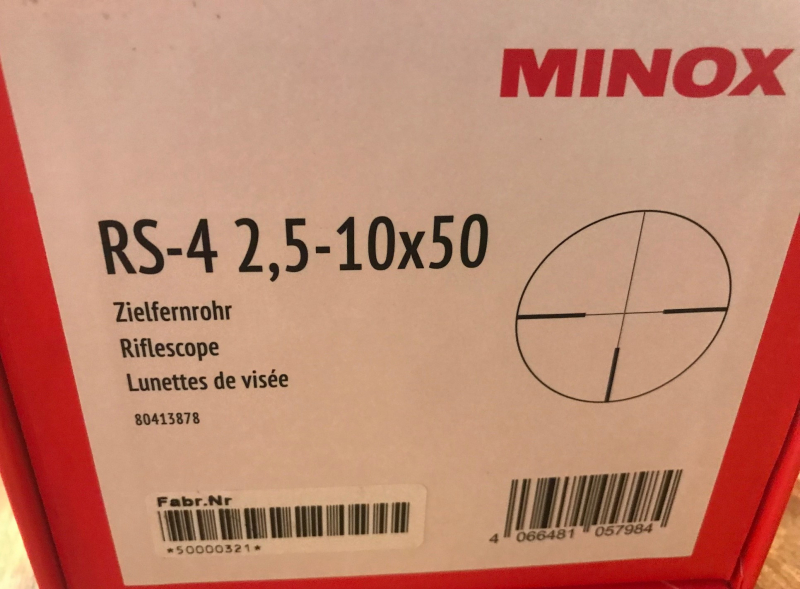 MINOX
RS-4 2,5-10x50
Zielfernrohr
Riflescope
Lunettes de visée
80413878
Fabr.Nr
*50000321*
4 066481 057984